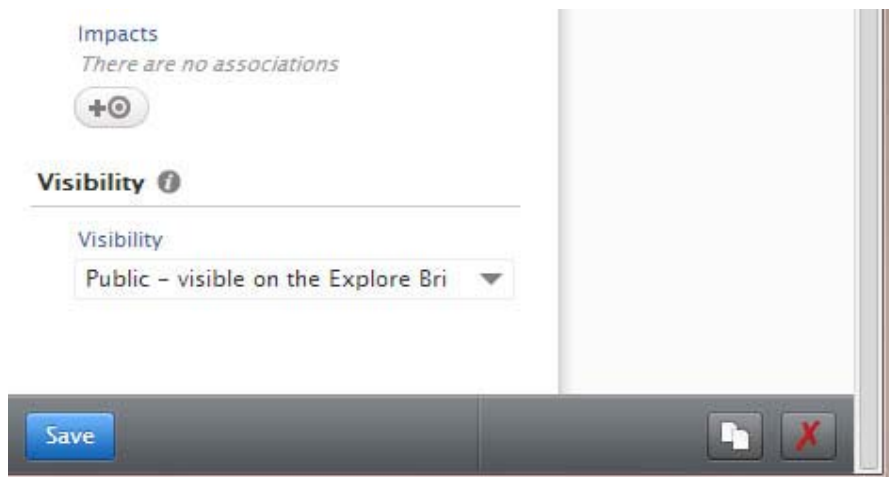 Impacts
There are no associations
Visibility
Visibility
Public – visible on the Explore Bri
Save